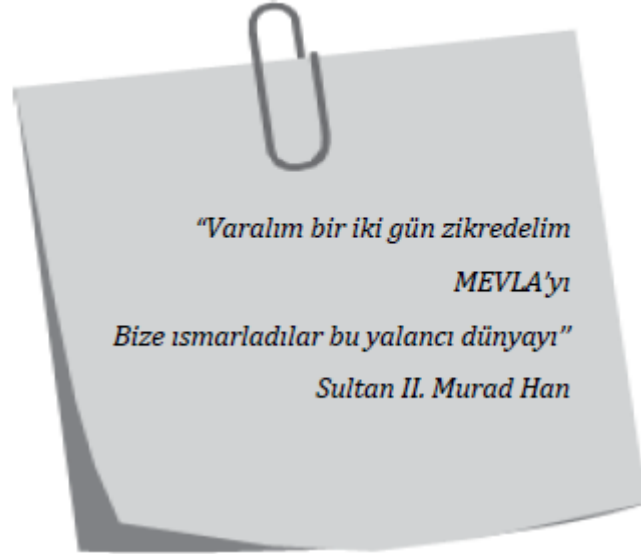 “Varalım bir iki gün zikredelim
MEVLA’yı
Bize ısmarladılar bu yalancı dünyayı”
Sultan II. Murad Han